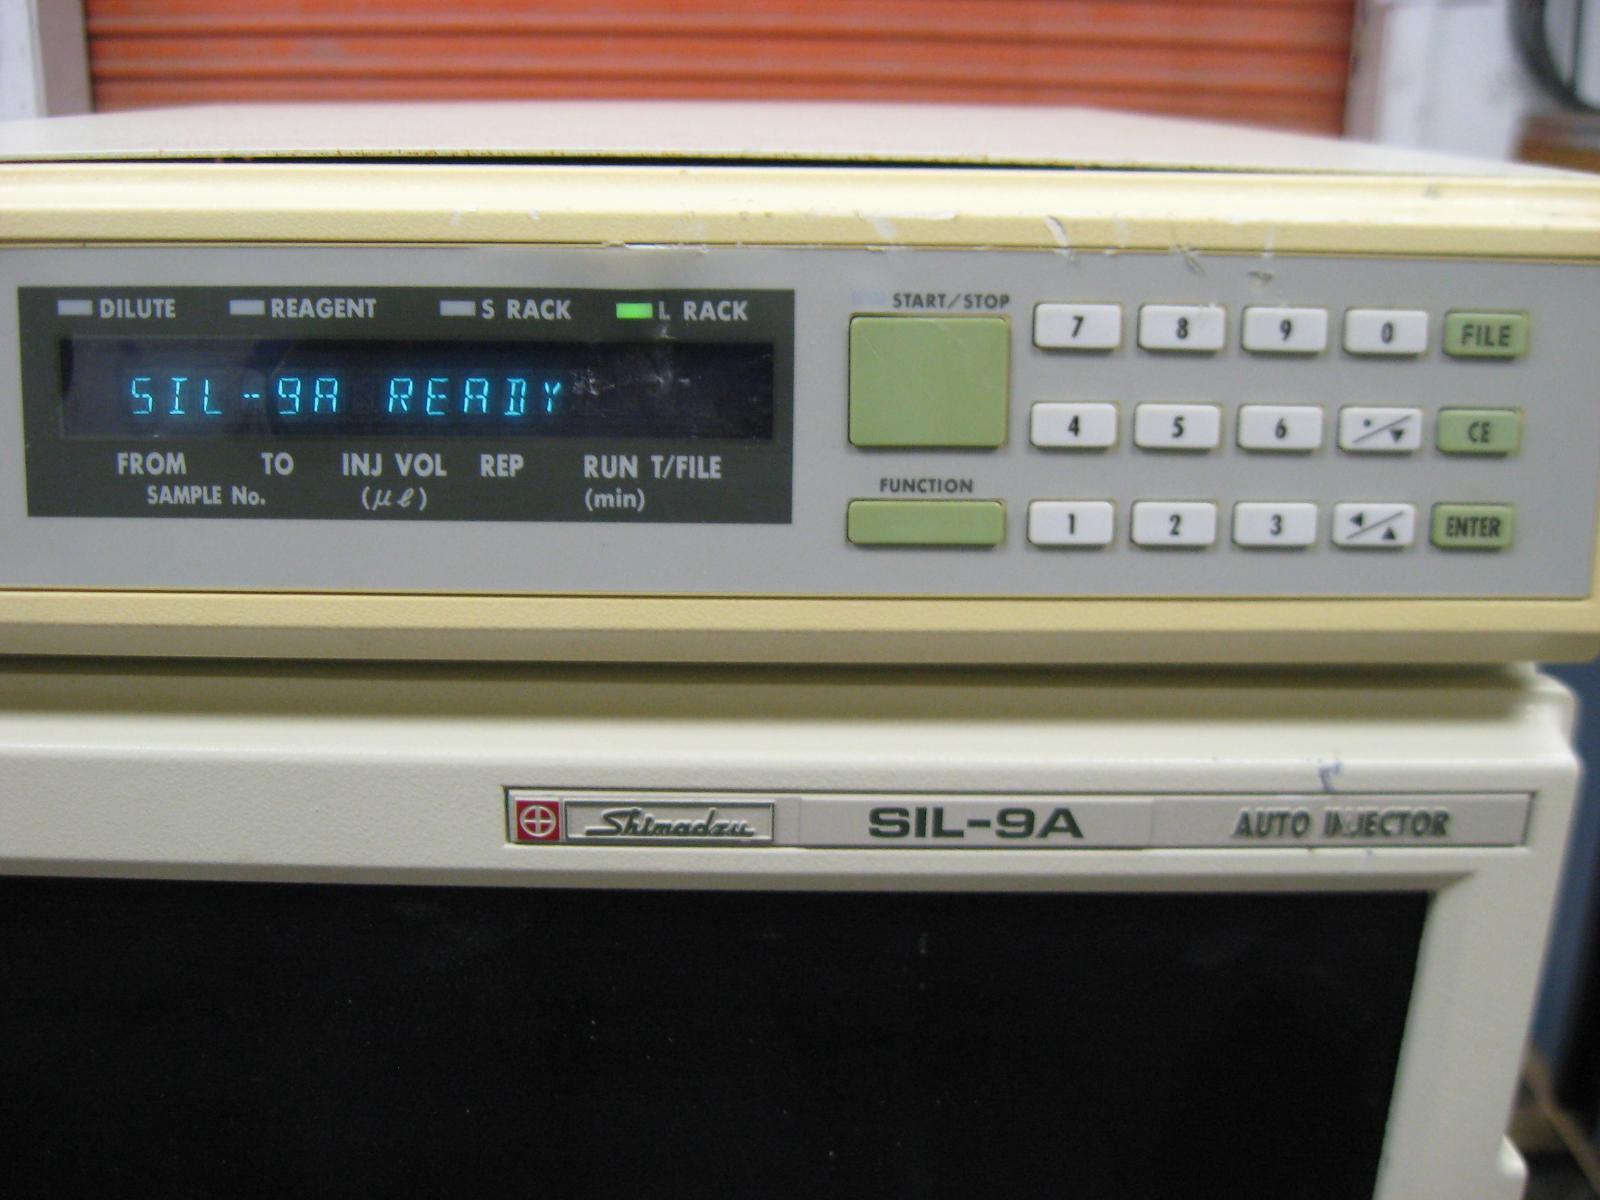 DILUTE REAGENT S RACK L RACK
SIL-9A READY
FROM TO INJ VOL REP RUN T/FILE
SAMPLE No. (μℓ) (min)
START/STOP
FUNCTION
7 8 9 0 FILE
4 5 6 •/▼ CE
1 2 3 ◀/▲ ENTER
Shimadzu SIL-9A AUTO INJECTOR